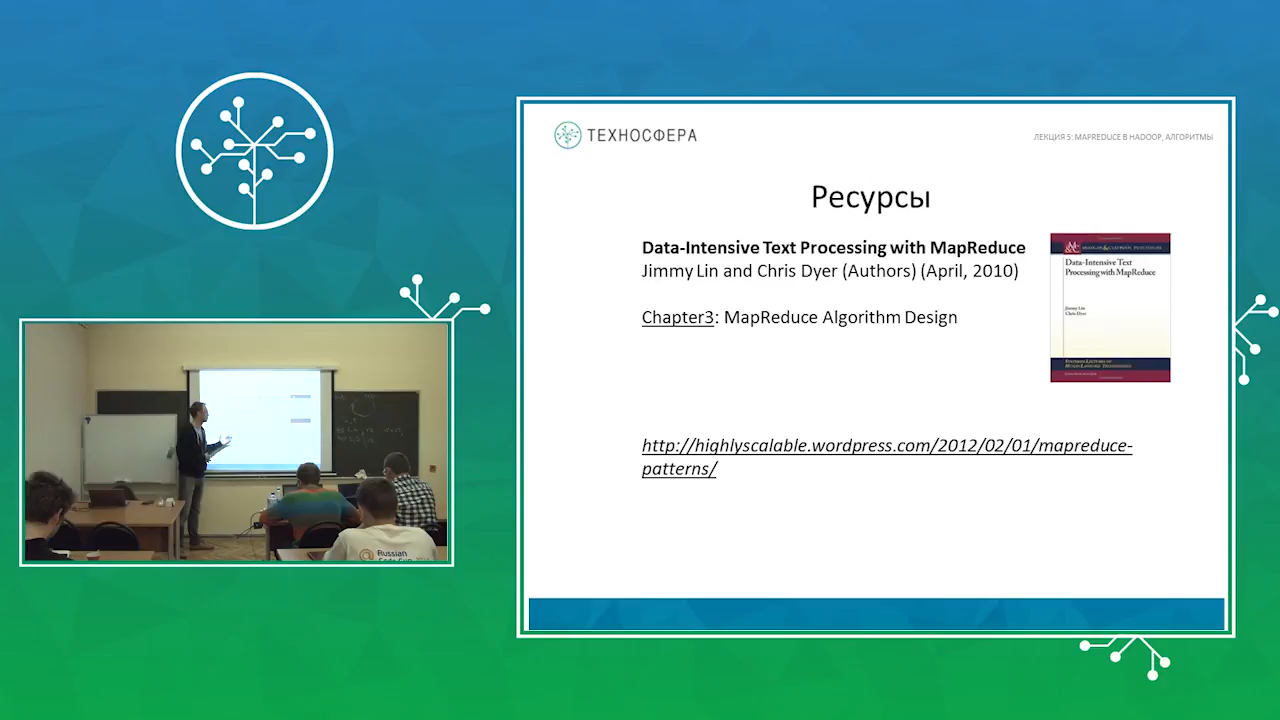 ТЕХНОСФЕРА
ЛЕКЦИЯ 5: MAPREDUCE В HADOOP, АЛГОРИТМЫ
Ресурсы
Data-Intensive Text Processing with MapReduce
Jimmy Lin and Chris Dyer (Authors) (April, 2010)
Chapter3: MapReduce Algorithm Design
http://highlyscalable.wordpress.com/2012/02/01/mapreduce-
patterns/
M&C
Data-Intensive Text
Processing with MapReduce
Jimmy Lin
Chris Dyer
Russian